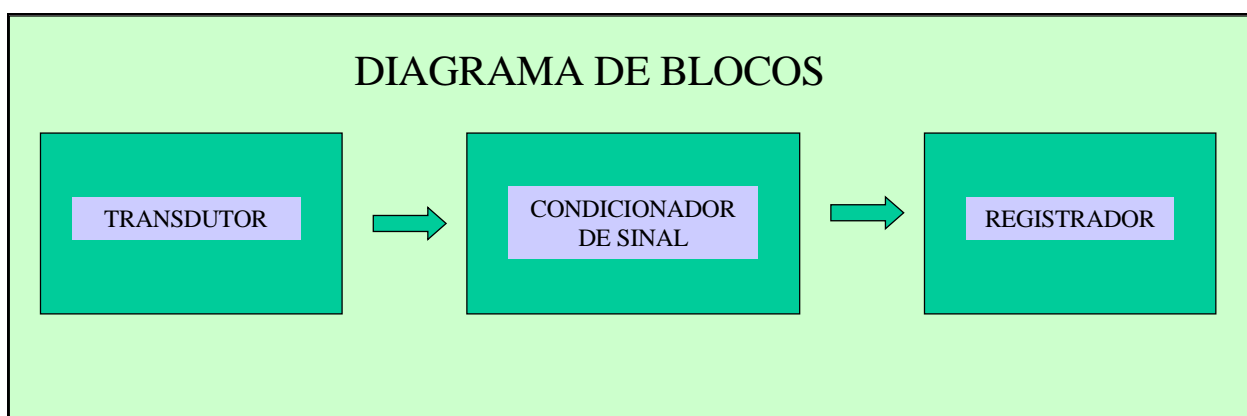 DIAGRAMA DE BLOCOS
TRANSDUTOR
CONDICIONADOR
DE SINAL
REGISTRADOR